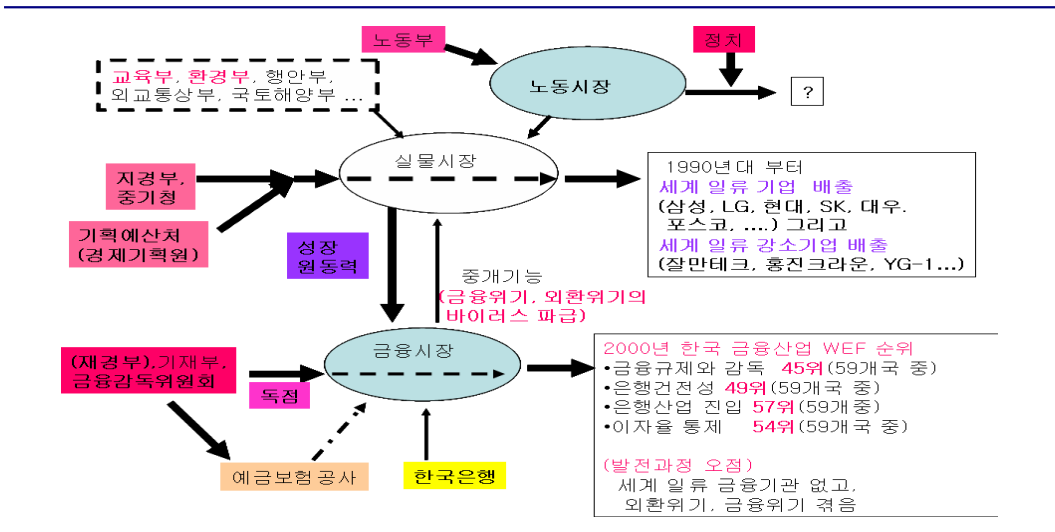 노동부
정치
교육부, 환경부, 행안부,
외교통상부, 국토해양부 ...
노동시장
?
실물시장
지경부,
중기청
기획예산처
(경제기획원)
1990년대 부터
세계 일류 기업 배출
(삼성, LG, 현대, SK, 대우.
포스코, ....) 그리고
세계 일류 강소기업 배출
(잘만테크, 홍진크라운, YG-1...)
성장
원동력
중개기능
(금융위기, 외환위기의
바이러스 파급)
금융시장
(재경부),기재부,
금융감독위원회
독점
2000년 한국 금융산업 WEF 순위
•금융규제와 감독 45위(59개국 중)
•은행건전성 49위(59개국 중)
•은행산업 진입 57위(59개중)
•이자율 통제 54위(59개국 중)
(발전과정 오점)
세계 일류 금융기관 없고,
외환위기, 금융위기 겪음
예금보험공사
한국은행